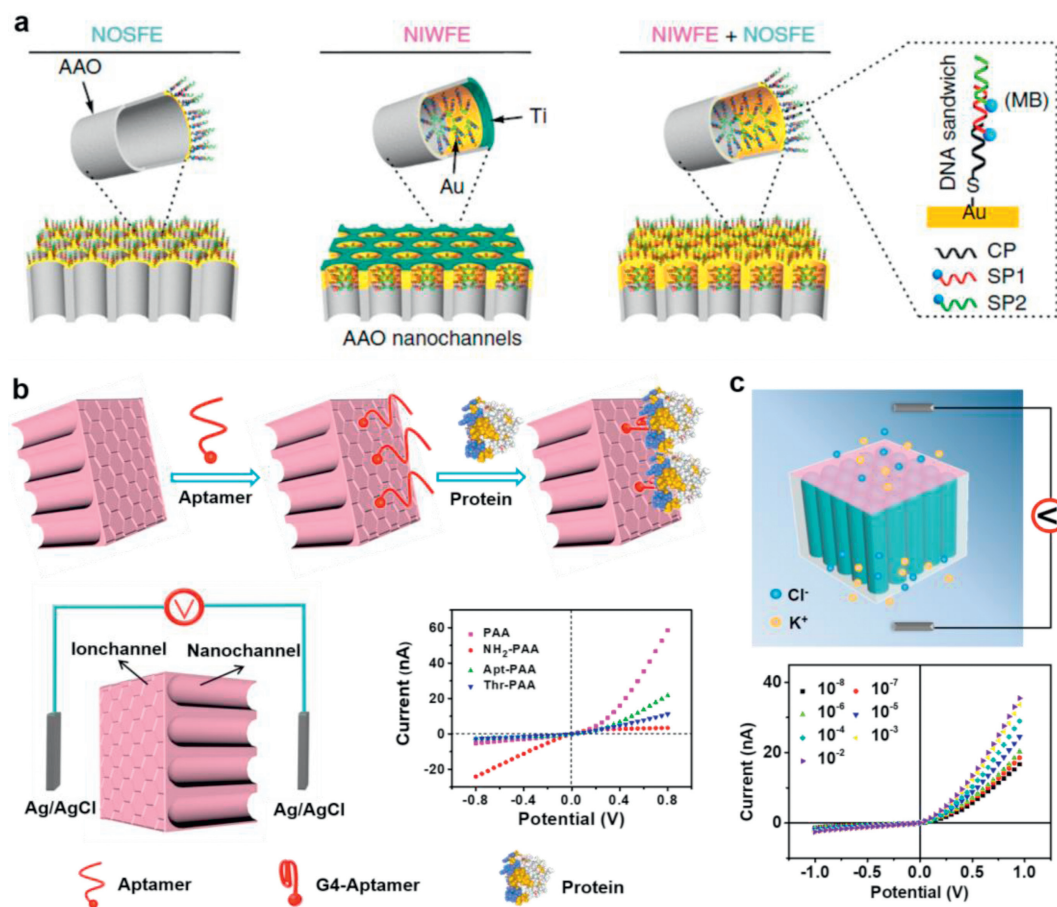 a
NOSFE
NIWFE
NIWFE + NOSFE
AAO
Ti
Au
AAO nanochannels
DNA sandwich
(MB)
S
Au
CP
SP1
SP2
b
Aptamer
Protein
Ionchannel
Nanochannel
V
Ag/AgCl
Ag/AgCl
Current (nA)
60
40
20
0
-20
PAA
NH2-PAA
Apt-PAA
Thr-PAA
-0.8 -0.4 0.0 0.4 0.8
Potential (V)
Aptamer
G4-Aptamer
Protein
c
V
Cl-
K+
Current (nA)
40
20
0
10-8 10-7
10-6 10-5
10-4 10-3
10-2
-1.0 -0.5 0.0 0.5 1.0
Potential (V)